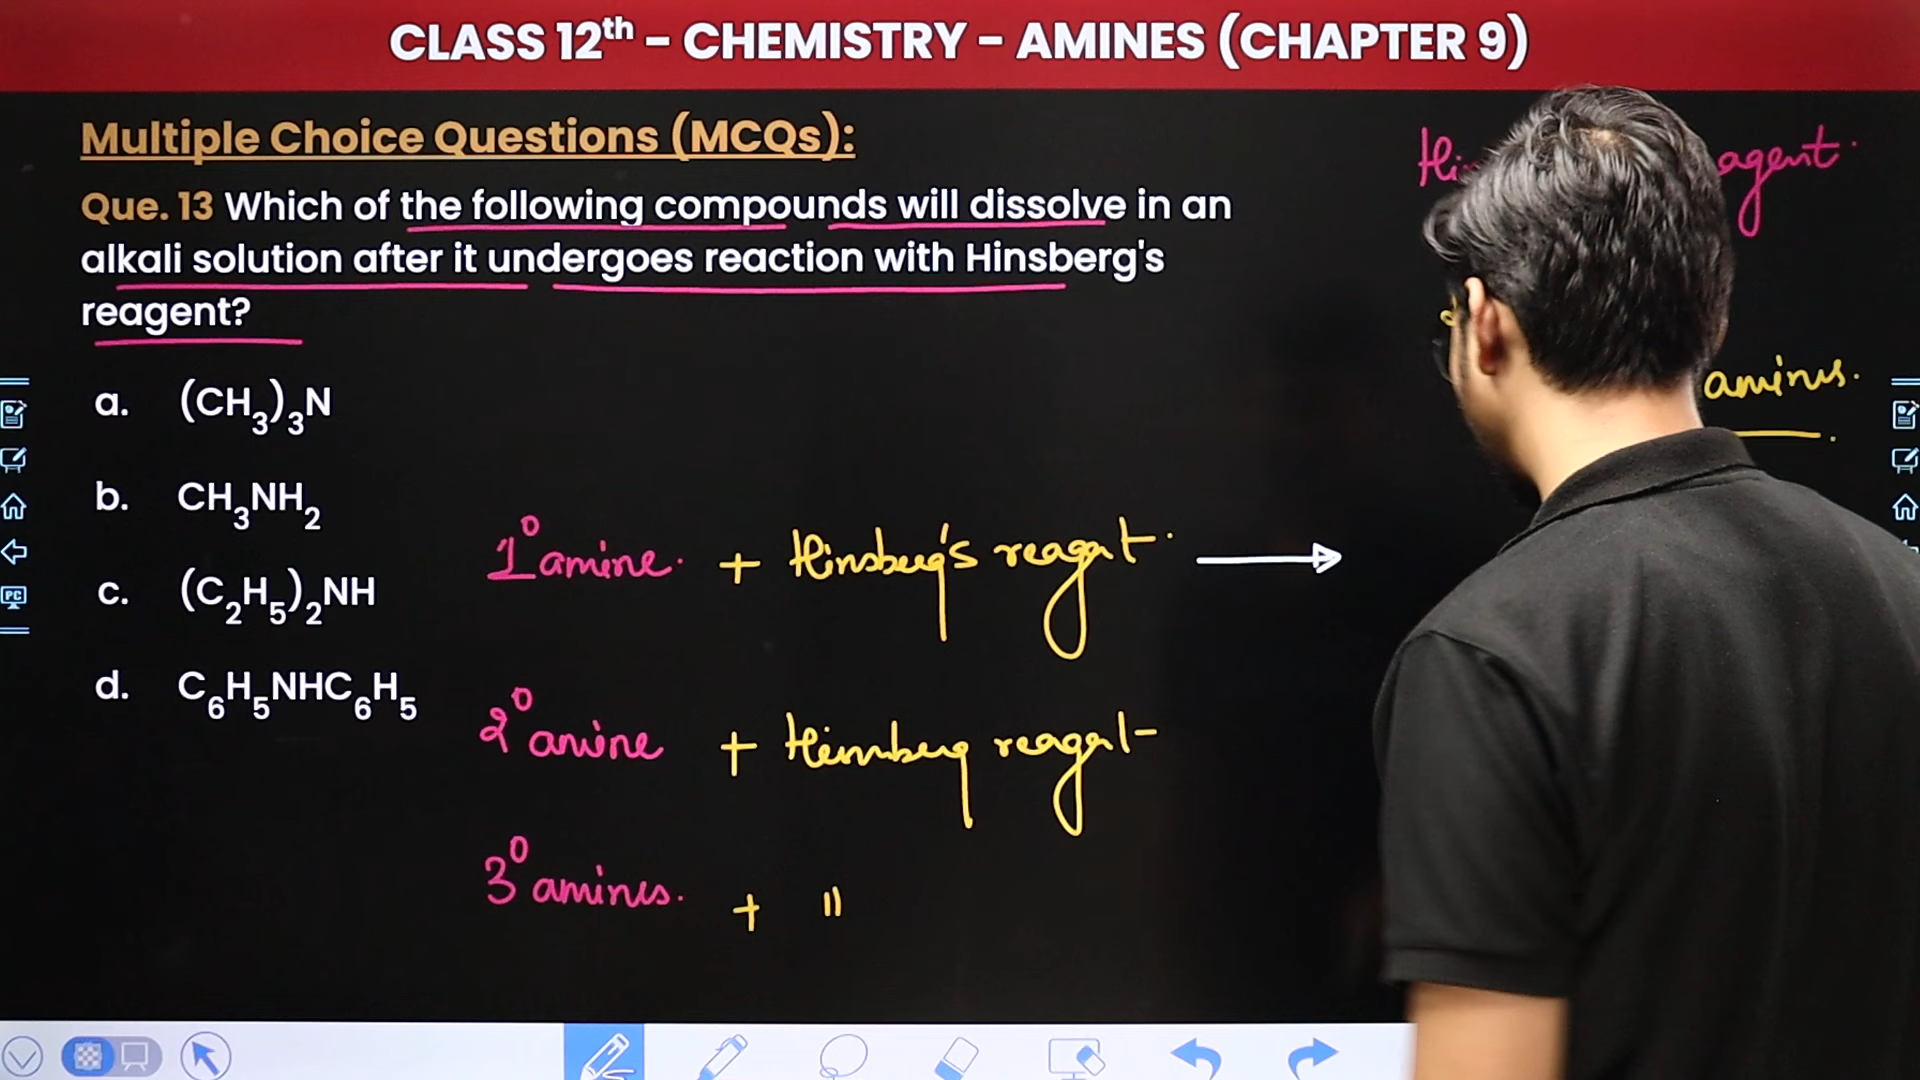 CLASS 12th - CHEMISTRY - AMINES (CHAPTER 9)
Multiple Choice Questions (MCQs):
Que. 13 Which of the following compounds will dissolve in an
alkali solution after it undergoes reaction with Hinsberg's
reagent?
a. (CH3)3N
b. CH3NH2
c. (C2H5)2NH
d. C6H5NHC6H5
agent.
amines.
1° amine. + Hinsberg's reagent.
2° amine + Hinsberg reagent
3° amines. + "
PC